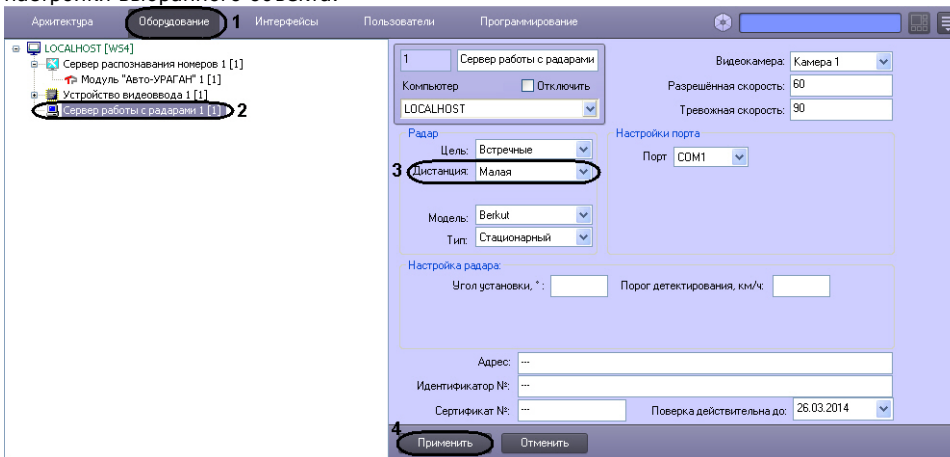 настройки выбранного объекта.
Архитектура Оборудование 1 Интерфейсы Пользователи Программирование
LOCALHOST [WS4]
Сервер распознавания номеров 1 [1]
Модуль "Авто-УРАГАН" 1 [1]
Устройство видеоввода 1 [1]
Сервер работы с радарами 1 [1] 2
1 Сервер работы с радарами
Компьютер Отключить
LOCALHOST
Видеокамера: Камера 1
Разрешённая скорость: 60
Тревожная скорость: 90
Радар
Цель: Встречные
3 Дистанция: Малая
Модель: Berkut
Тип: Стационарный
Настройки порта
Порт COM1
Настройка радара:
Угол установки, ° : Порог детектирования, км/ч:
Адрес: ---
Идентификатор №: ---
Сертификат №: --- Поверка действительна до: 26.03.2014
4 Применить Отменить